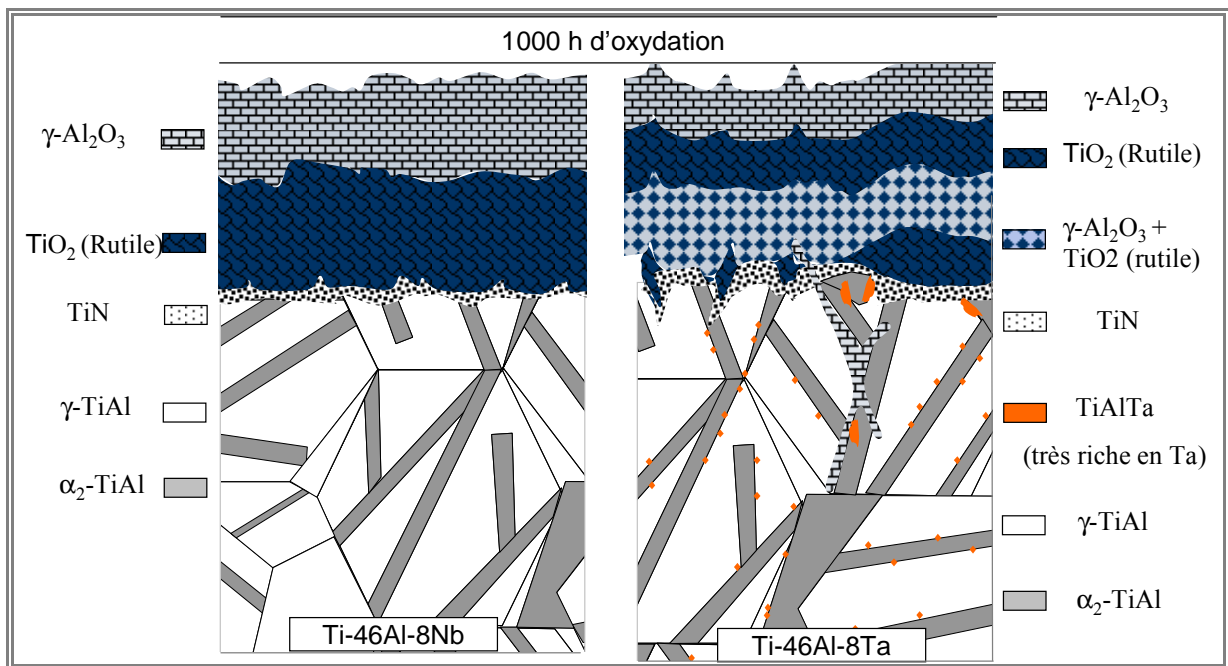 1000 h d'oxydation
γ-Al₂O₃
TiO₂ (Rutile)
TiN
γ-TiAl
α₂-TiAl
Ti-46Al-8Nb
γ-Al₂O₃
TiO₂ (Rutile)
γ-Al₂O₃ +
TiO2 (rutile)
TiN
TiAlTa
(très riche en Ta)
γ-TiAl
α₂-TiAl
Ti-46Al-8Ta